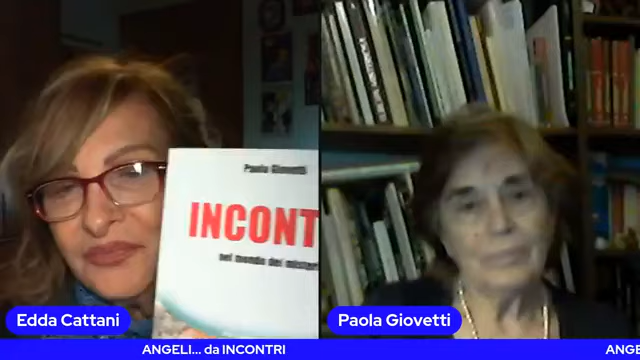 Paola Giovetti
INCONT
nel mondo del mister
Edda Cattani
Paola Giovetti
ANGELI... da INCONTRI
ANGE